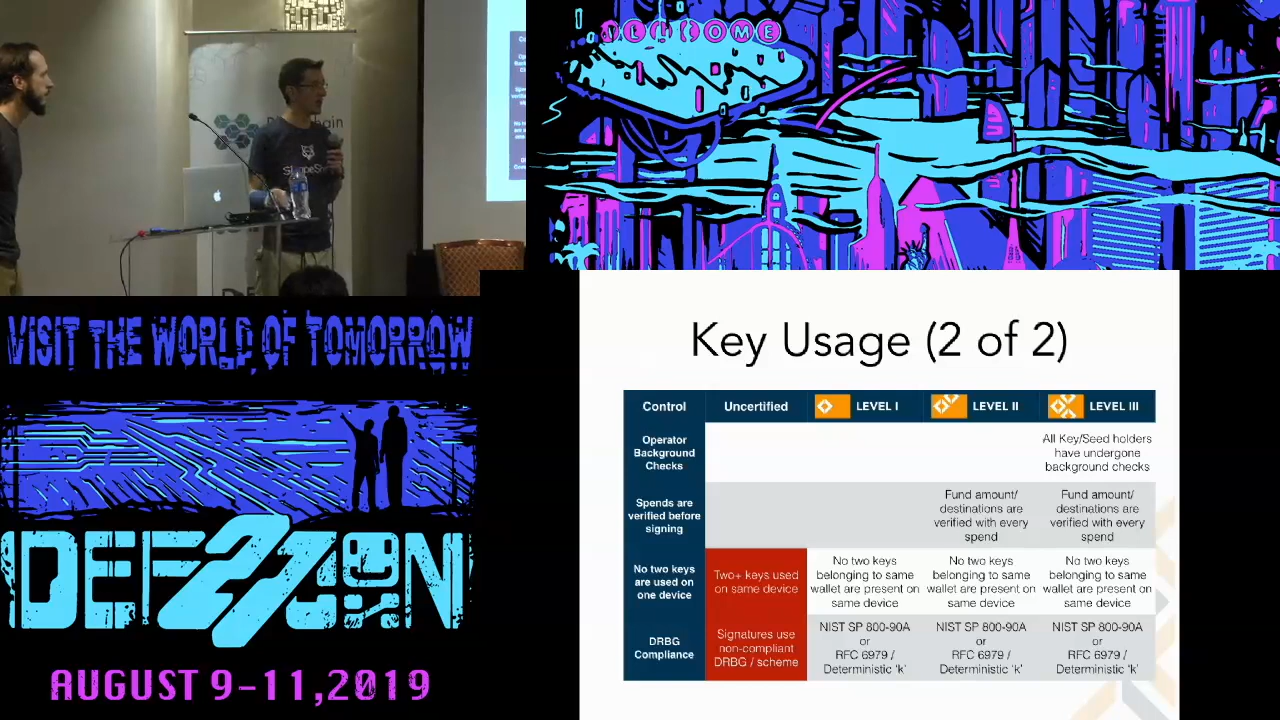 WELCOME
ShapeShift
VISIT THE WORLD OF TOMORROW
DEF CON
27
AUGUST 9-11,2019
Key Usage (2 of 2)
Control Uncertified LEVEL I LEVEL II LEVEL III
Operator
Background
Checks
All Key/Seed holders
have undergone
background checks
Spends are
verified before
signing
Fund amount/
destinations are
verified with every
spend
Fund amount/
destinations are
verified with every
spend
No two keys
are used on
one device
Two+ keys used
on same device
No two keys
belonging to same
wallet are present on
same device
No two keys
belonging to same
wallet are present on
same device
No two keys
belonging to same
wallet are present on
same device
DRBG
Compliance
Signatures use
non-compliant
DRBG / scheme
NIST SP 800-90A
or
RFC 6979 /
Deterministic 'k'
NIST SP 800-90A
or
RFC 6979 /
Deterministic 'k'
NIST SP 800-90A
or
RFC 6979 /
Deterministic 'k'